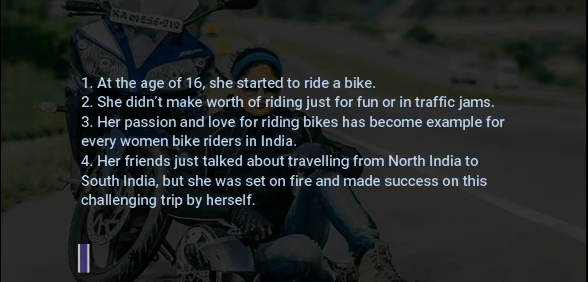 1. At the age of 16, she started to ride a bike.
2. She didn't make worth of riding just for fun or in traffic jams.
3. Her passion and love for riding bikes has become example for
every women bike riders in India.
4. Her friends just talked about travelling from North India to
South India, but she was set on fire and made success on this
challenging trip by herself.